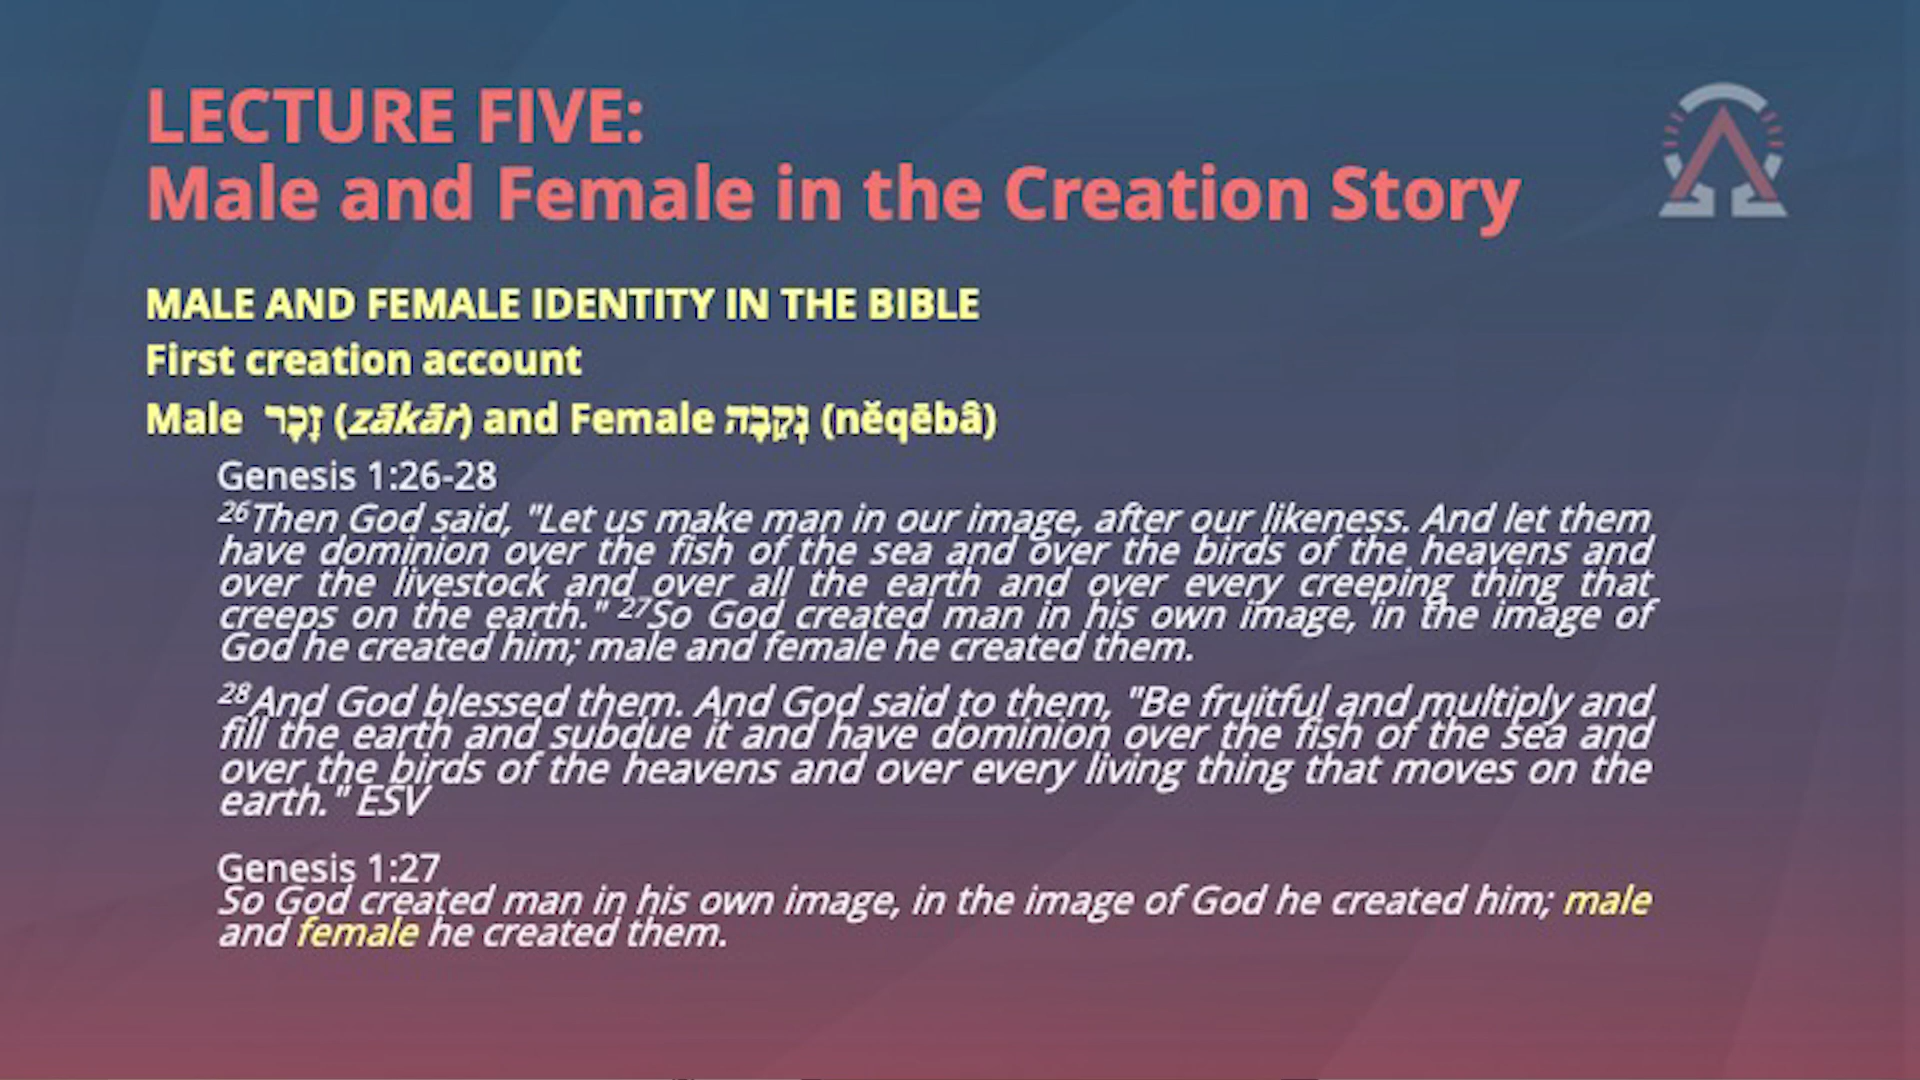 LECTURE FIVE:
Male and Female in the Creation Story
MALE AND FEMALE IDENTITY IN THE BIBLE
First creation account
Male זָכָר (zākār) and Female נְקֵבָה (nĕqēbâ)
Genesis 1:26-28
26Then God said, "Let us make man in our image, after our likeness. And let them
have dominion over the fish of the sea and over the birds of the heavens and
over the livestock and over all the earth and over every creeping thing that
creeps on the earth." 27So God created man in his own image, in the image of
God he created him; male and female he created them.
28And God blessed them. And God said to them, "Be fruitful and multiply and
fill the earth and subdue it and have dominion over the fish of the sea and
over the birds of the heavens and over every living thing that moves on the
earth." ESV
Genesis 1:27
So God created man in his own image, in the image of God he created him; male
and female he created them.